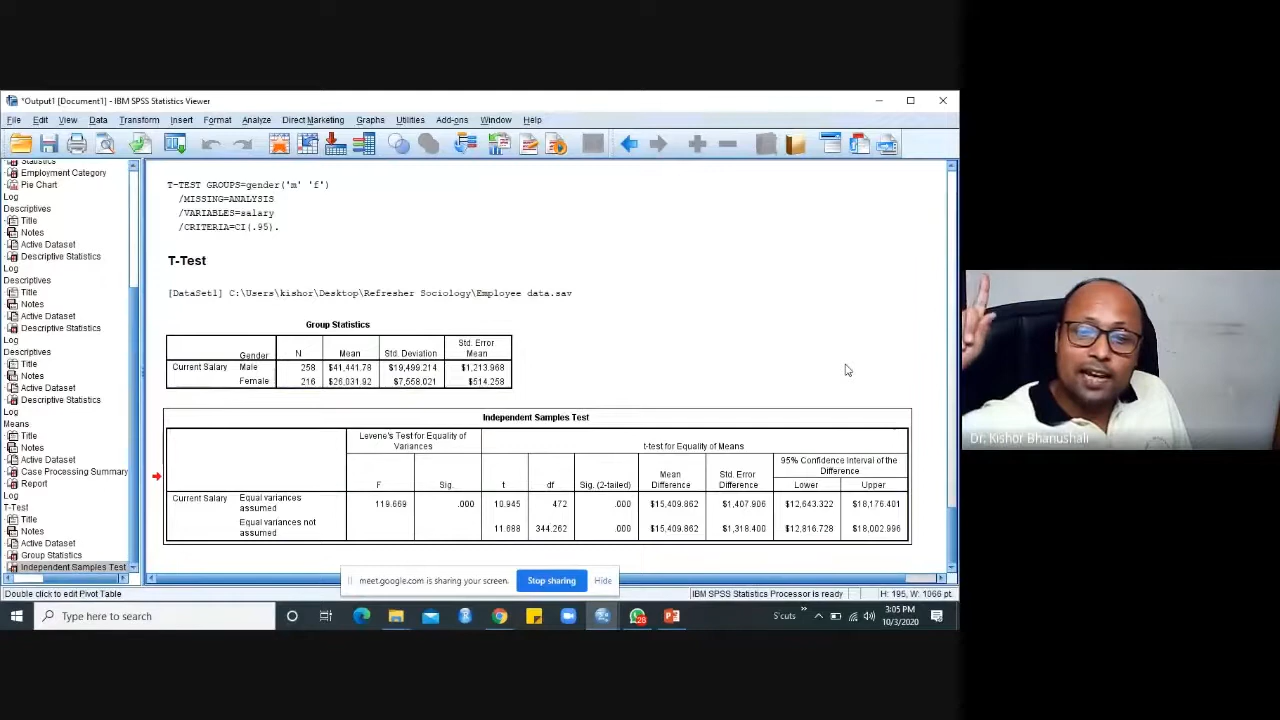 *Output1 [Document1] - IBM SPSS Statistics Viewer
File Edit View Data Transform Insert Format Analyze Direct Marketing Graphs Utilities Add-ons Window Help
Statistics
Employment Category
Pie Chart
Log
Descriptives
Title
Notes
Active Dataset
Descriptive Statistics
Log
Descriptives
Title
Notes
Active Dataset
Descriptive Statistics
Log
Descriptives
Title
Notes
Active Dataset
Descriptive Statistics
Log
Means
Title
Notes
Active Dataset
Case Processing Summary
Report
Log
T-Test
Title
Notes
Active Dataset
Group Statistics
Independent Samples Test
T-TEST GROUPS=gender('m' 'f')
/MISSING=ANALYSIS
/VARIABLES=salary
/CRITERIA=CI(.95).
T-Test
[DataSet1] C:\Users\kishor\Desktop\Refresher Sociology\Employee data.sav
Group Statistics
Gender N Mean Std. Deviation Std. Error Mean
Current Salary Male 258 $41,441.78 $19,499.214 $1,213.968
Female 216 $26,031.92 $7,558.021 $514.258
Independent Samples Test
Levene's Test for Equality of Variances
t-test for Equality of Means
95% Confidence Interval of the Difference
F Sig. t df Sig. (2-tailed) Mean Difference Std. Error Difference Lower Upper
Current Salary Equal variances assumed 119.669 .000 10.945 472 .000 $15,409.862 $1,407.906 $12,643.322 $18,176.401
Equal variances not assumed 11.688 344.262 .000 $15,409.862 $1,318.400 $12,816.728 $18,002.996
meet.google.com is sharing your screen. Stop sharing Hide
Double click to edit Pivot Table
IBM SPSS Statistics Processor is ready
H: 195, W: 1066 pt.
Type here to search
28
S'cuts
3:05 PM
10/3/2020
Dr. Kishor Bhanushali